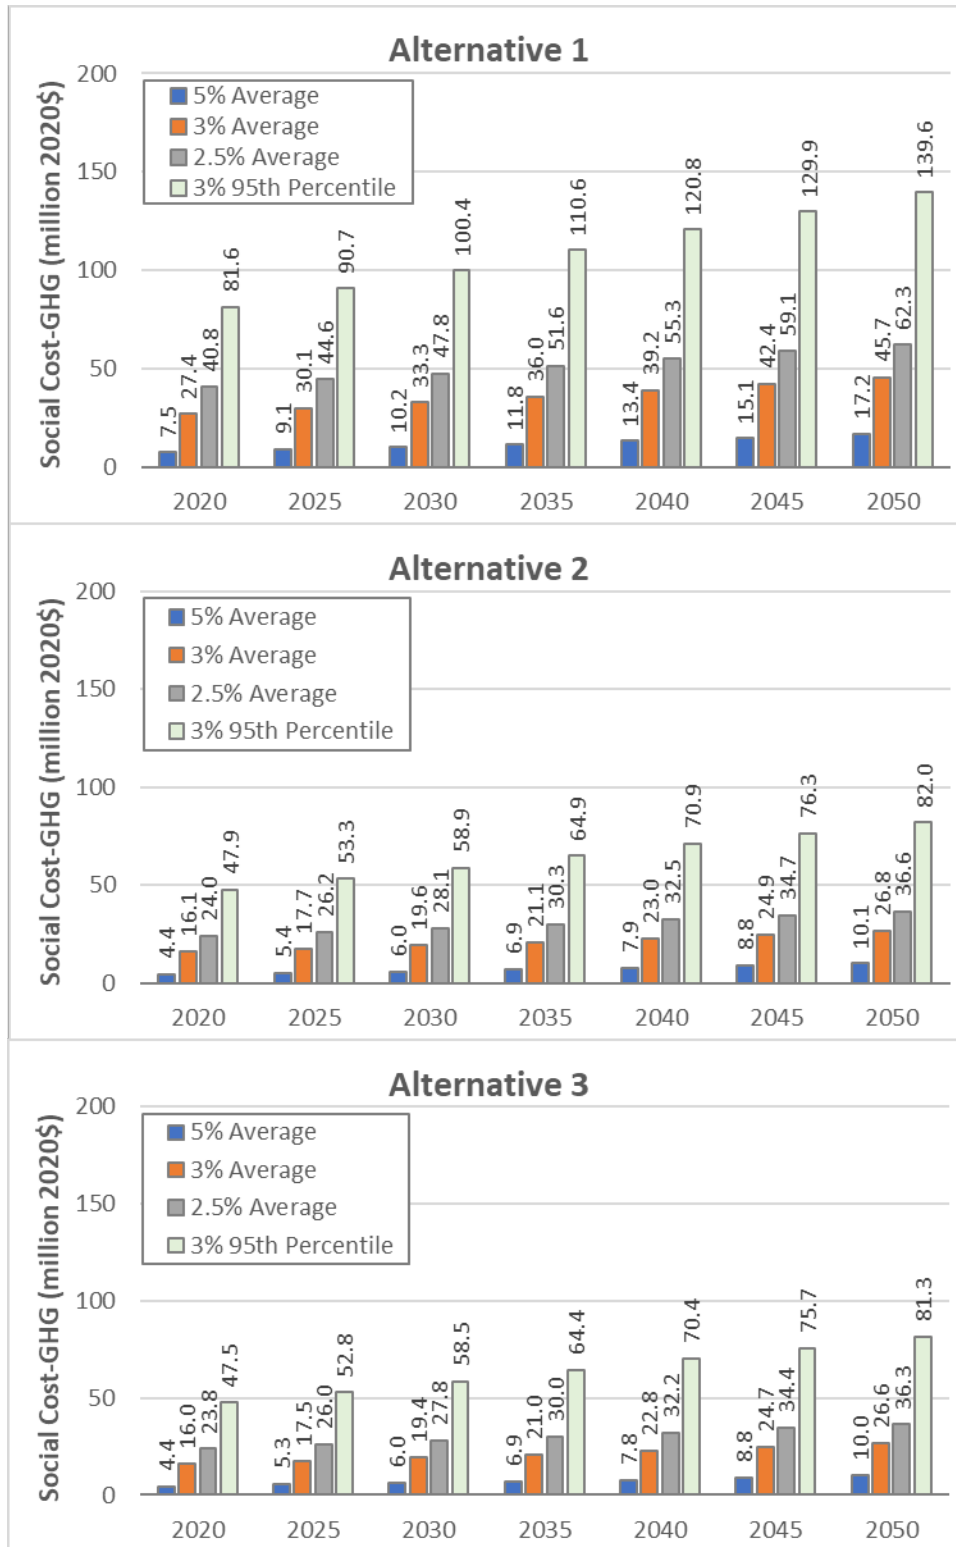 Alternative 1
Social Cost-GHG (million 2020$)
200
150
100
50
0
5% Average
3% Average
2.5% Average
3% 95th Percentile
7.5 27.4 40.8 81.6
9.1 30.1 44.6 90.7
10.2 33.3 47.8 100.4
11.8 36.0 51.6 110.6
13.4 39.2 55.3 120.8
15.1 42.4 59.1 129.9
17.2 45.7 62.3 139.6
2020 2025 2030 2035 2040 2045 2050
Alternative 2
Social Cost-GHG (million 2020$)
200
150
100
50
0
5% Average
3% Average
2.5% Average
3% 95th Percentile
4.4 16.1 24.0 47.9
5.4 17.7 26.2 53.3
6.0 19.6 28.1 58.9
6.9 21.1 30.3 64.9
7.9 23.0 32.5 70.9
8.8 24.9 34.7 76.3
10.1 26.8 36.6 82.0
2020 2025 2030 2035 2040 2045 2050
Alternative 3
Social Cost-GHG (million 2020$)
200
150
100
50
0
5% Average
3% Average
2.5% Average
3% 95th Percentile
4.4 16.0 23.8 47.5
5.3 17.5 26.0 52.8
6.0 19.4 27.8 58.5
6.9 21.0 30.0 64.4
7.8 22.8 32.2 70.4
8.8 24.7 34.4 75.7
10.0 26.6 36.3 81.3
2020 2025 2030 2035 2040 2045 2050